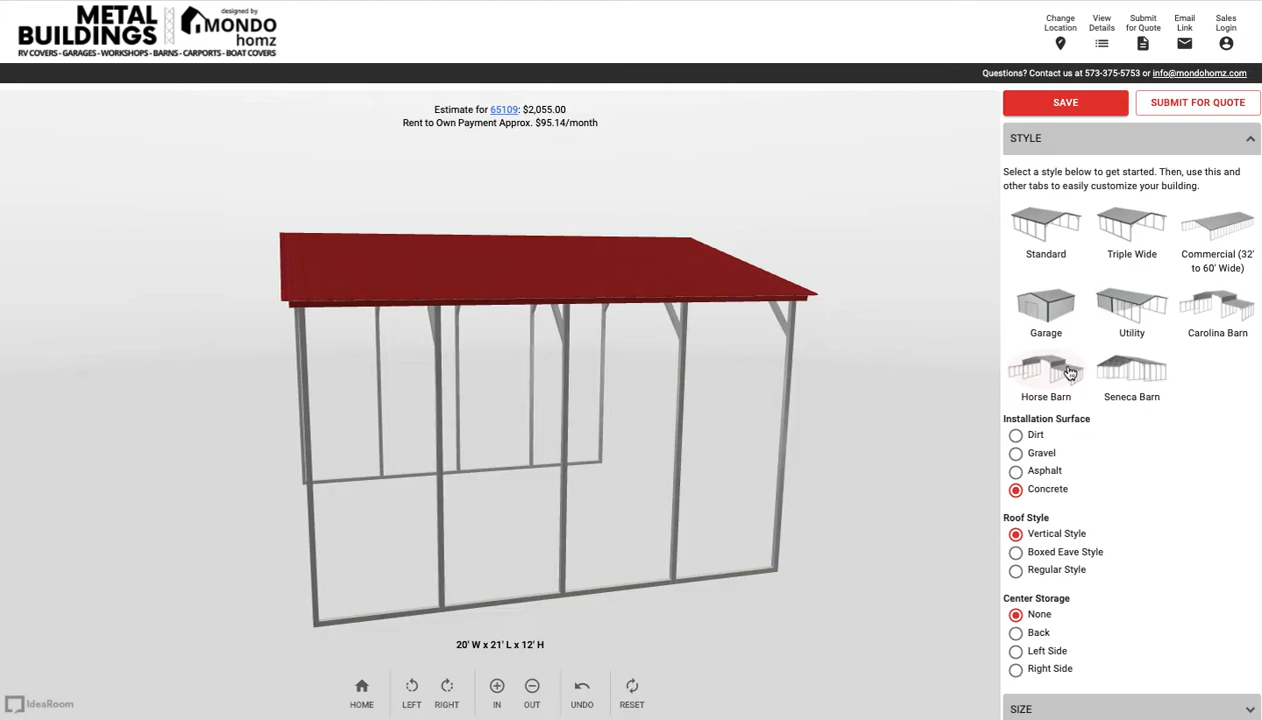 METAL
BUILDINGS
designed by
MONDO
homz
RV COVERS - GARAGES - WORKSHOPS - BARNS - CARPORTS - BOAT COVERS
Change Location
View Details
Submit for Quote
Email Link
Sales Login
Questions? Contact us at 573-375-5753 or info@mondohomz.com
Estimate for 65109: $2,055.00
Rent to Own Payment Approx. $95.14/month
SAVE
SUBMIT FOR QUOTE
STYLE
Select a style below to get started. Then, use this and
other tabs to easily customize your building.
Standard
Triple Wide
Commercial (32'
to 60' Wide)
Garage
Utility
Carolina Barn
Horse Barn
Seneca Barn
Installation Surface
Dirt
Gravel
Asphalt
Concrete
Roof Style
Vertical Style
Boxed Eave Style
Regular Style
Center Storage
None
Back
Left Side
Right Side
SIZE
20' W x 21' L x 12' H
HOME
LEFT
RIGHT
IN
OUT
UNDO
RESET
IdeaRoom